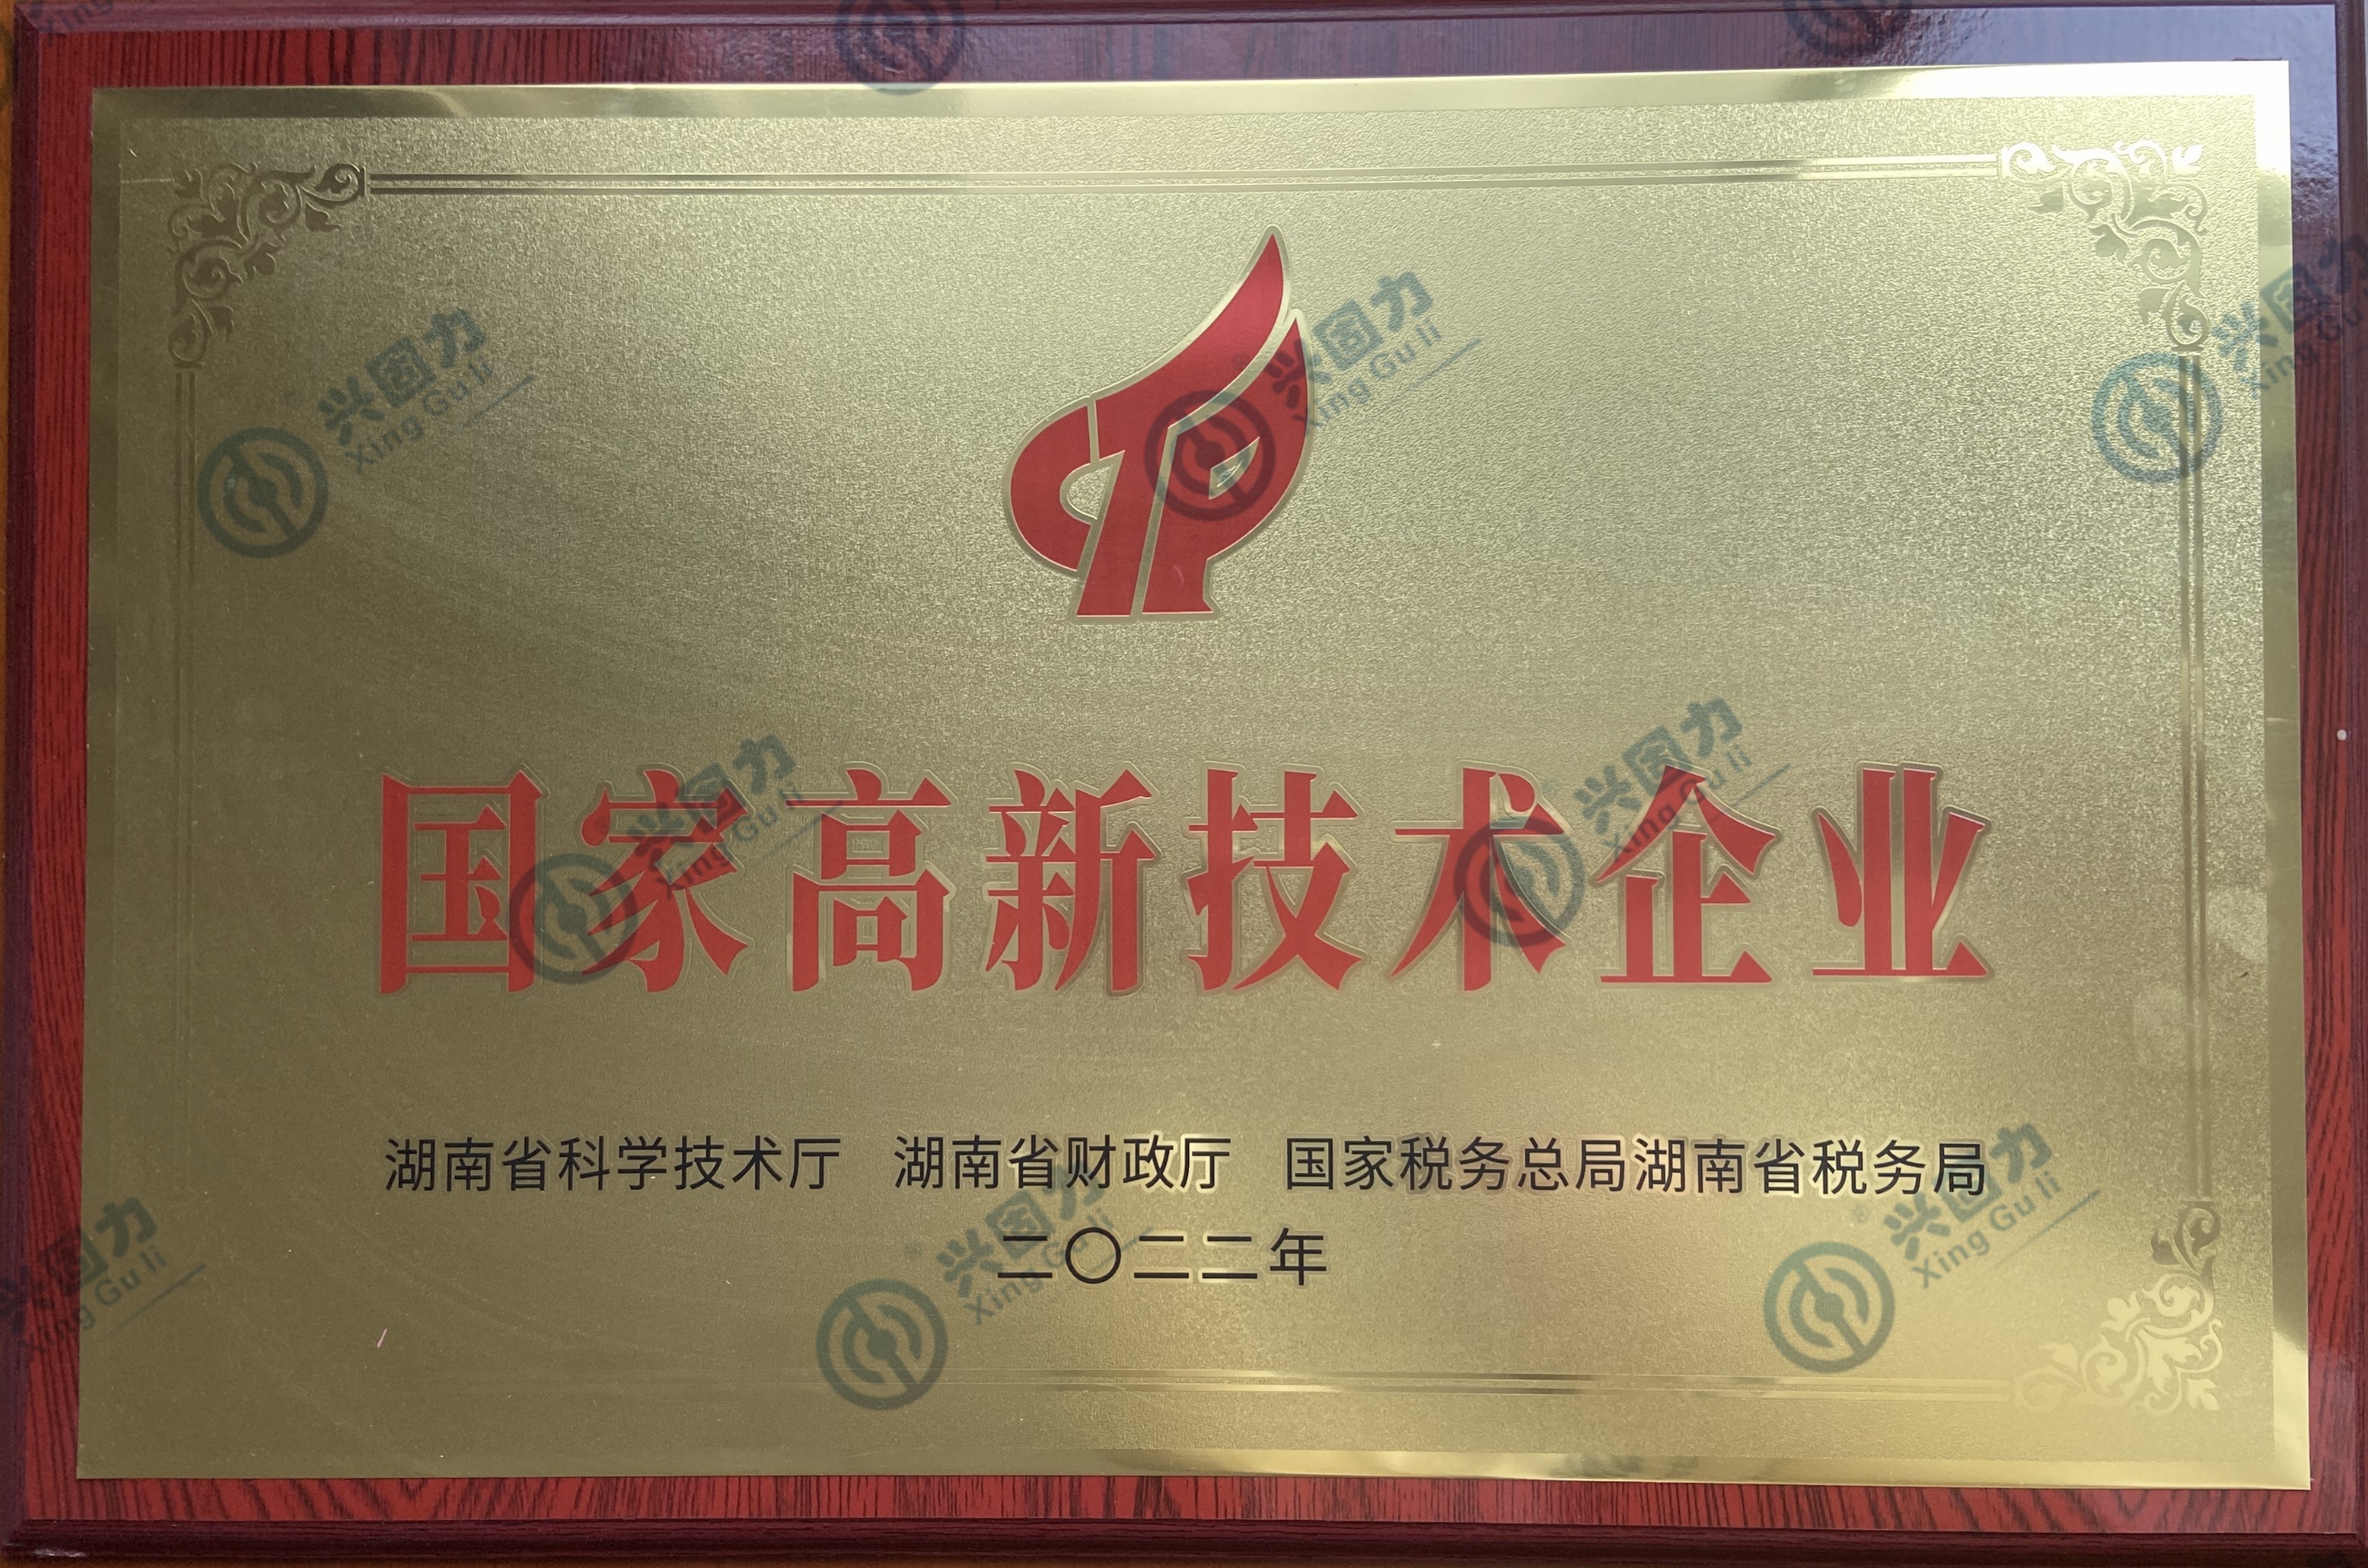 兴固力
Xing Gu li
国家高新技术企业
湖南省科学技术厅 湖南省财政厅 国家税务总局湖南省税务局
二〇二二年